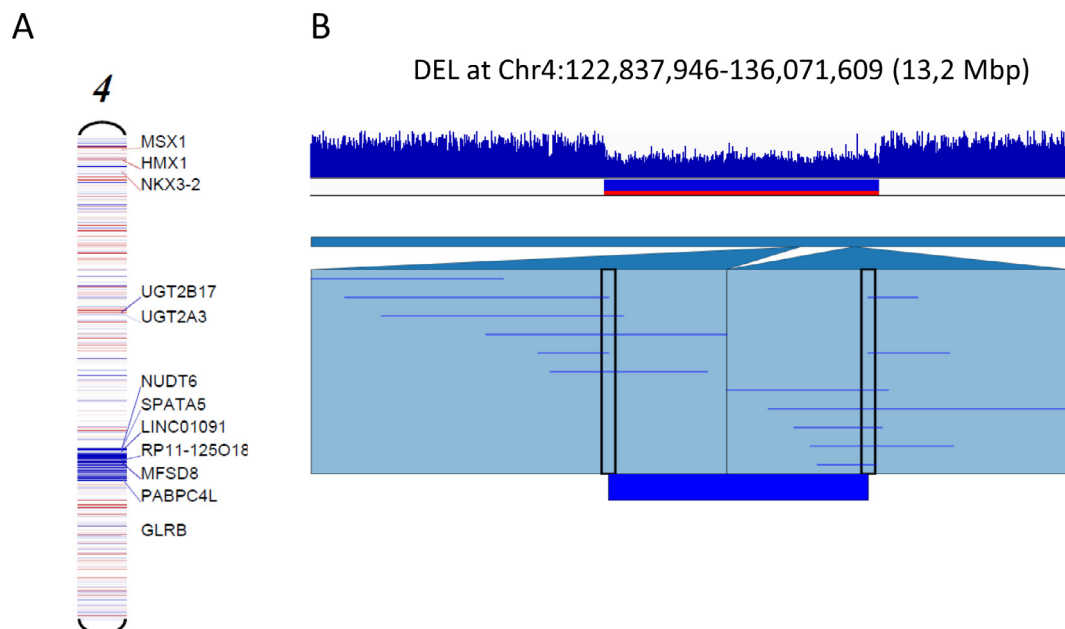 A
B
DEL at Chr4:122,837,946-136,071,609 (13,2 Mbp)
4
MSX1
HMX1
NKX3-2
UGT2B17
UGT2A3
NUDT6
SPATA5
LINC01091
RP11-125O18
MFSD8
PABPC4L
GLRB